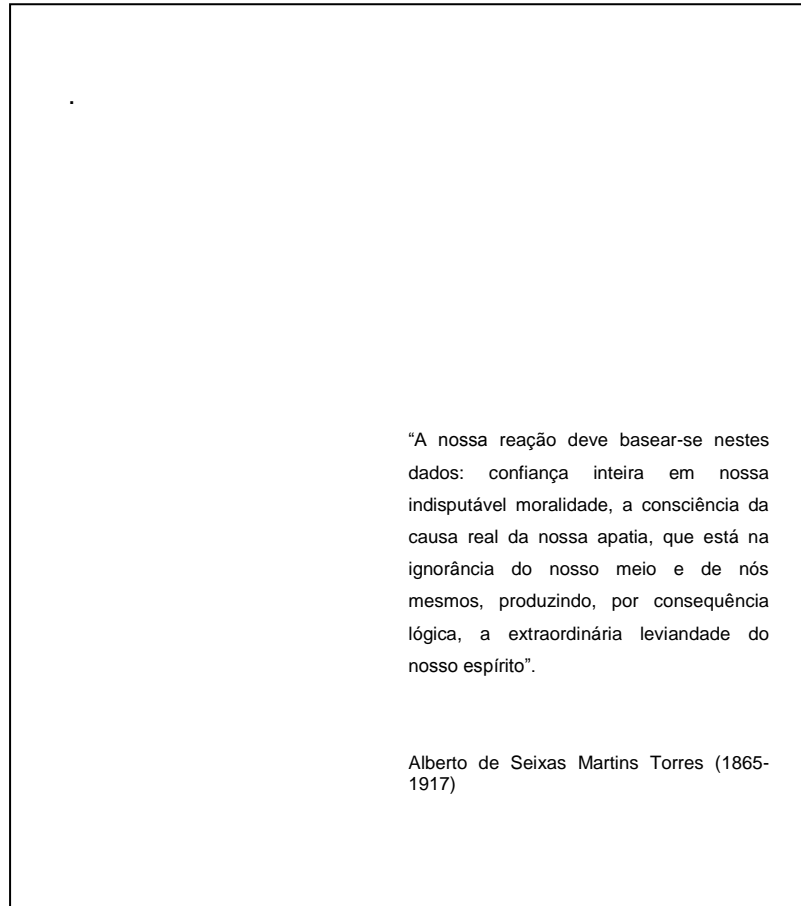 .
“A nossa reação deve basear-se nestes
dados: confiança inteira em nossa
indisputável moralidade, a consciência da
causa real da nossa apatia, que está na
ignorância do nosso meio e de nós
mesmos, produzindo, por consequência
lógica, a extraordinária leviandade do
nosso espírito”.
Alberto de Seixas Martins Torres (1865-
1917)